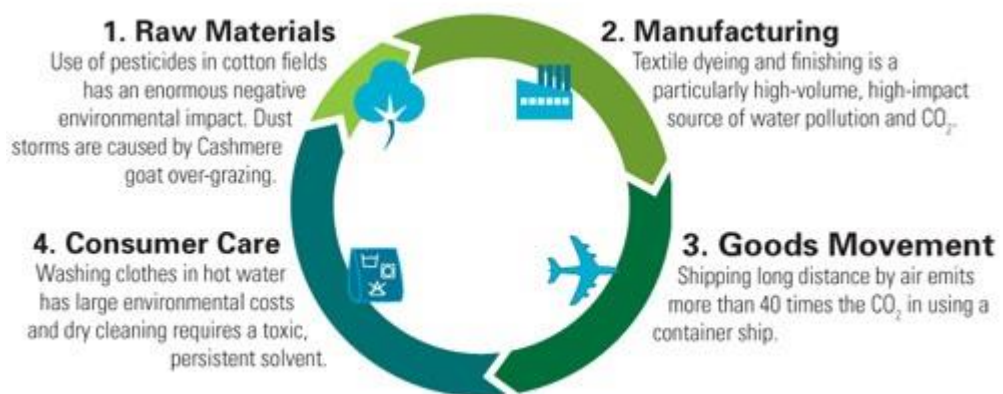 1. Raw Materials
Use of pesticides in cotton fields
has an enormous negative
environmental impact. Dust
storms are caused by Cashmere
goat over-grazing.
2. Manufacturing
Textile dyeing and finishing is a
particularly high-volume, high-impact
source of water pollution and CO₂.
3. Goods Movement
Shipping long distance by air emits
more than 40 times the CO₂ in using a
container ship.
4. Consumer Care
Washing clothes in hot water
has large environmental costs
and dry cleaning requires a toxic,
persistent solvent.